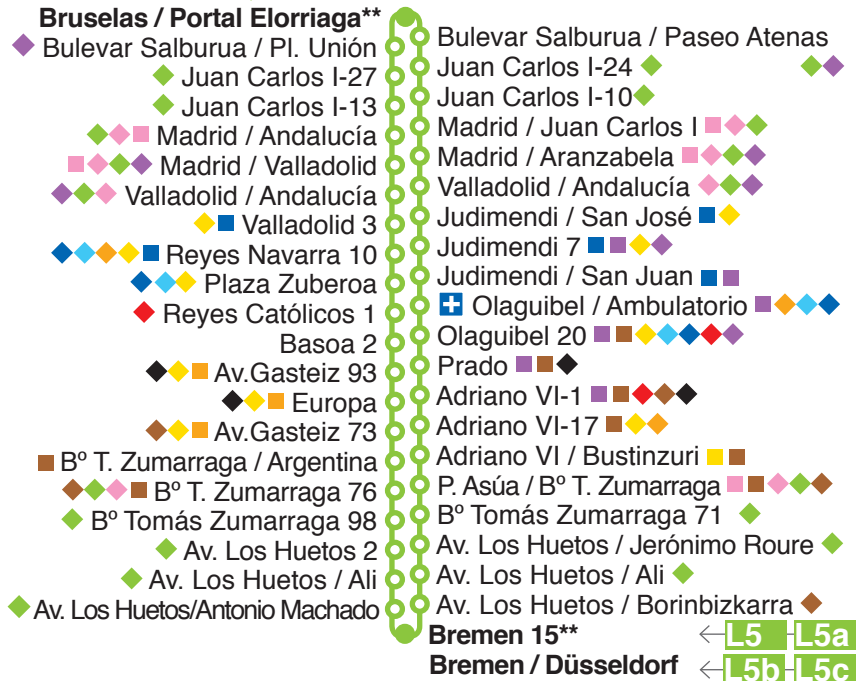 Bruselas / Portal Elorriaga**
Bulevar Salburua / Pl. Unión
Juan Carlos I-27
Juan Carlos I-13
Madrid / Andalucía
Madrid / Valladolid
Valladolid / Andalucía
Valladolid 3
Reyes Navarra 10
Plaza Zuberoa
Reyes Católicos 1
Basoa 2
Av.Gasteiz 93
Europa
Av.Gasteiz 73
Bº T. Zumarraga / Argentina
Bº T. Zumarraga 76
Bº Tomás Zumarraga 98
Av. Los Huetos 2
Av. Los Huetos / Ali
Av. Los Huetos/Antonio Machado
Bulevar Salburua / Paseo Atenas
Juan Carlos I-24
Juan Carlos I-10
Madrid / Juan Carlos I
Madrid / Aranzabela
Valladolid / Andalucía
Judimendi / San José
Judimendi 7
Judimendi / San Juan
Olaguibel / Ambulatorio
Olaguibel 20
Prado
Adriano VI-1
Adriano VI-17
Adriano VI / Bustinzuri
P. Asúa / Bº T. Zumarraga
Bº Tomás Zumarraga 71
Av. Los Huetos / Jerónimo Roure
Av. Los Huetos / Ali
Av. Los Huetos / Borinbizkarra
Bremen 15** ←L5 L5a
Bremen / Düsseldorf ←L5b L5c